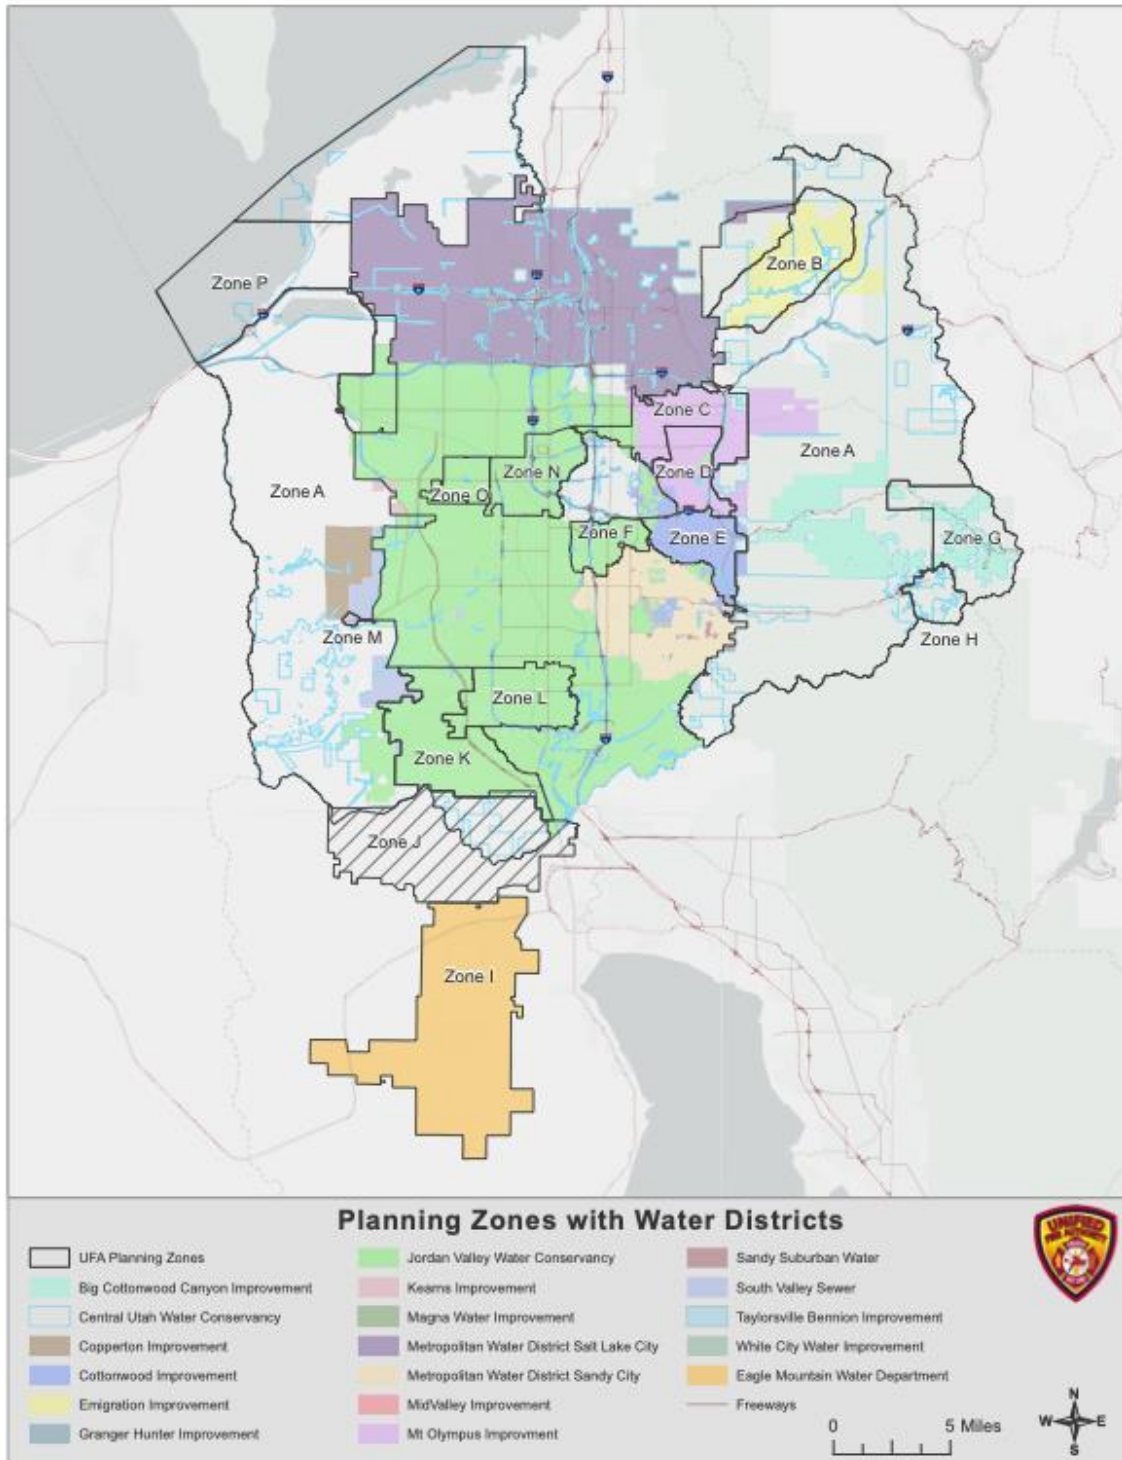 Zone P
Zone B
Zone C
Zone A
Zone A
Zone N
Zone D
Zone O
Zone F
Zone E
Zone G
Zone M
Zone H
Zone L
Zone K
Zone J
Zone I
Planning Zones with Water Districts
UNIFIED
FIRE AUTHORITY
UFA Planning Zones
Big Cottonwood Canyon Improvement
Central Utah Water Conservancy
Copperton Improvement
Cottonwood Improvement
Emigration Improvement
Granger Hunter Improvement
Jordan Valley Water Conservancy
Kearns Improvement
Magna Water Improvement
Metropolitan Water District Salt Lake City
Metropolitan Water District Sandy City
MidValley Improvement
Mt Olympus Improvment
Sandy Suburban Water
South Valley Sewer
Taylorsville Bennion Improvement
White City Water Improvement
Eagle Mountain Water Department
Freeways
0 5 Miles
N
W E
S